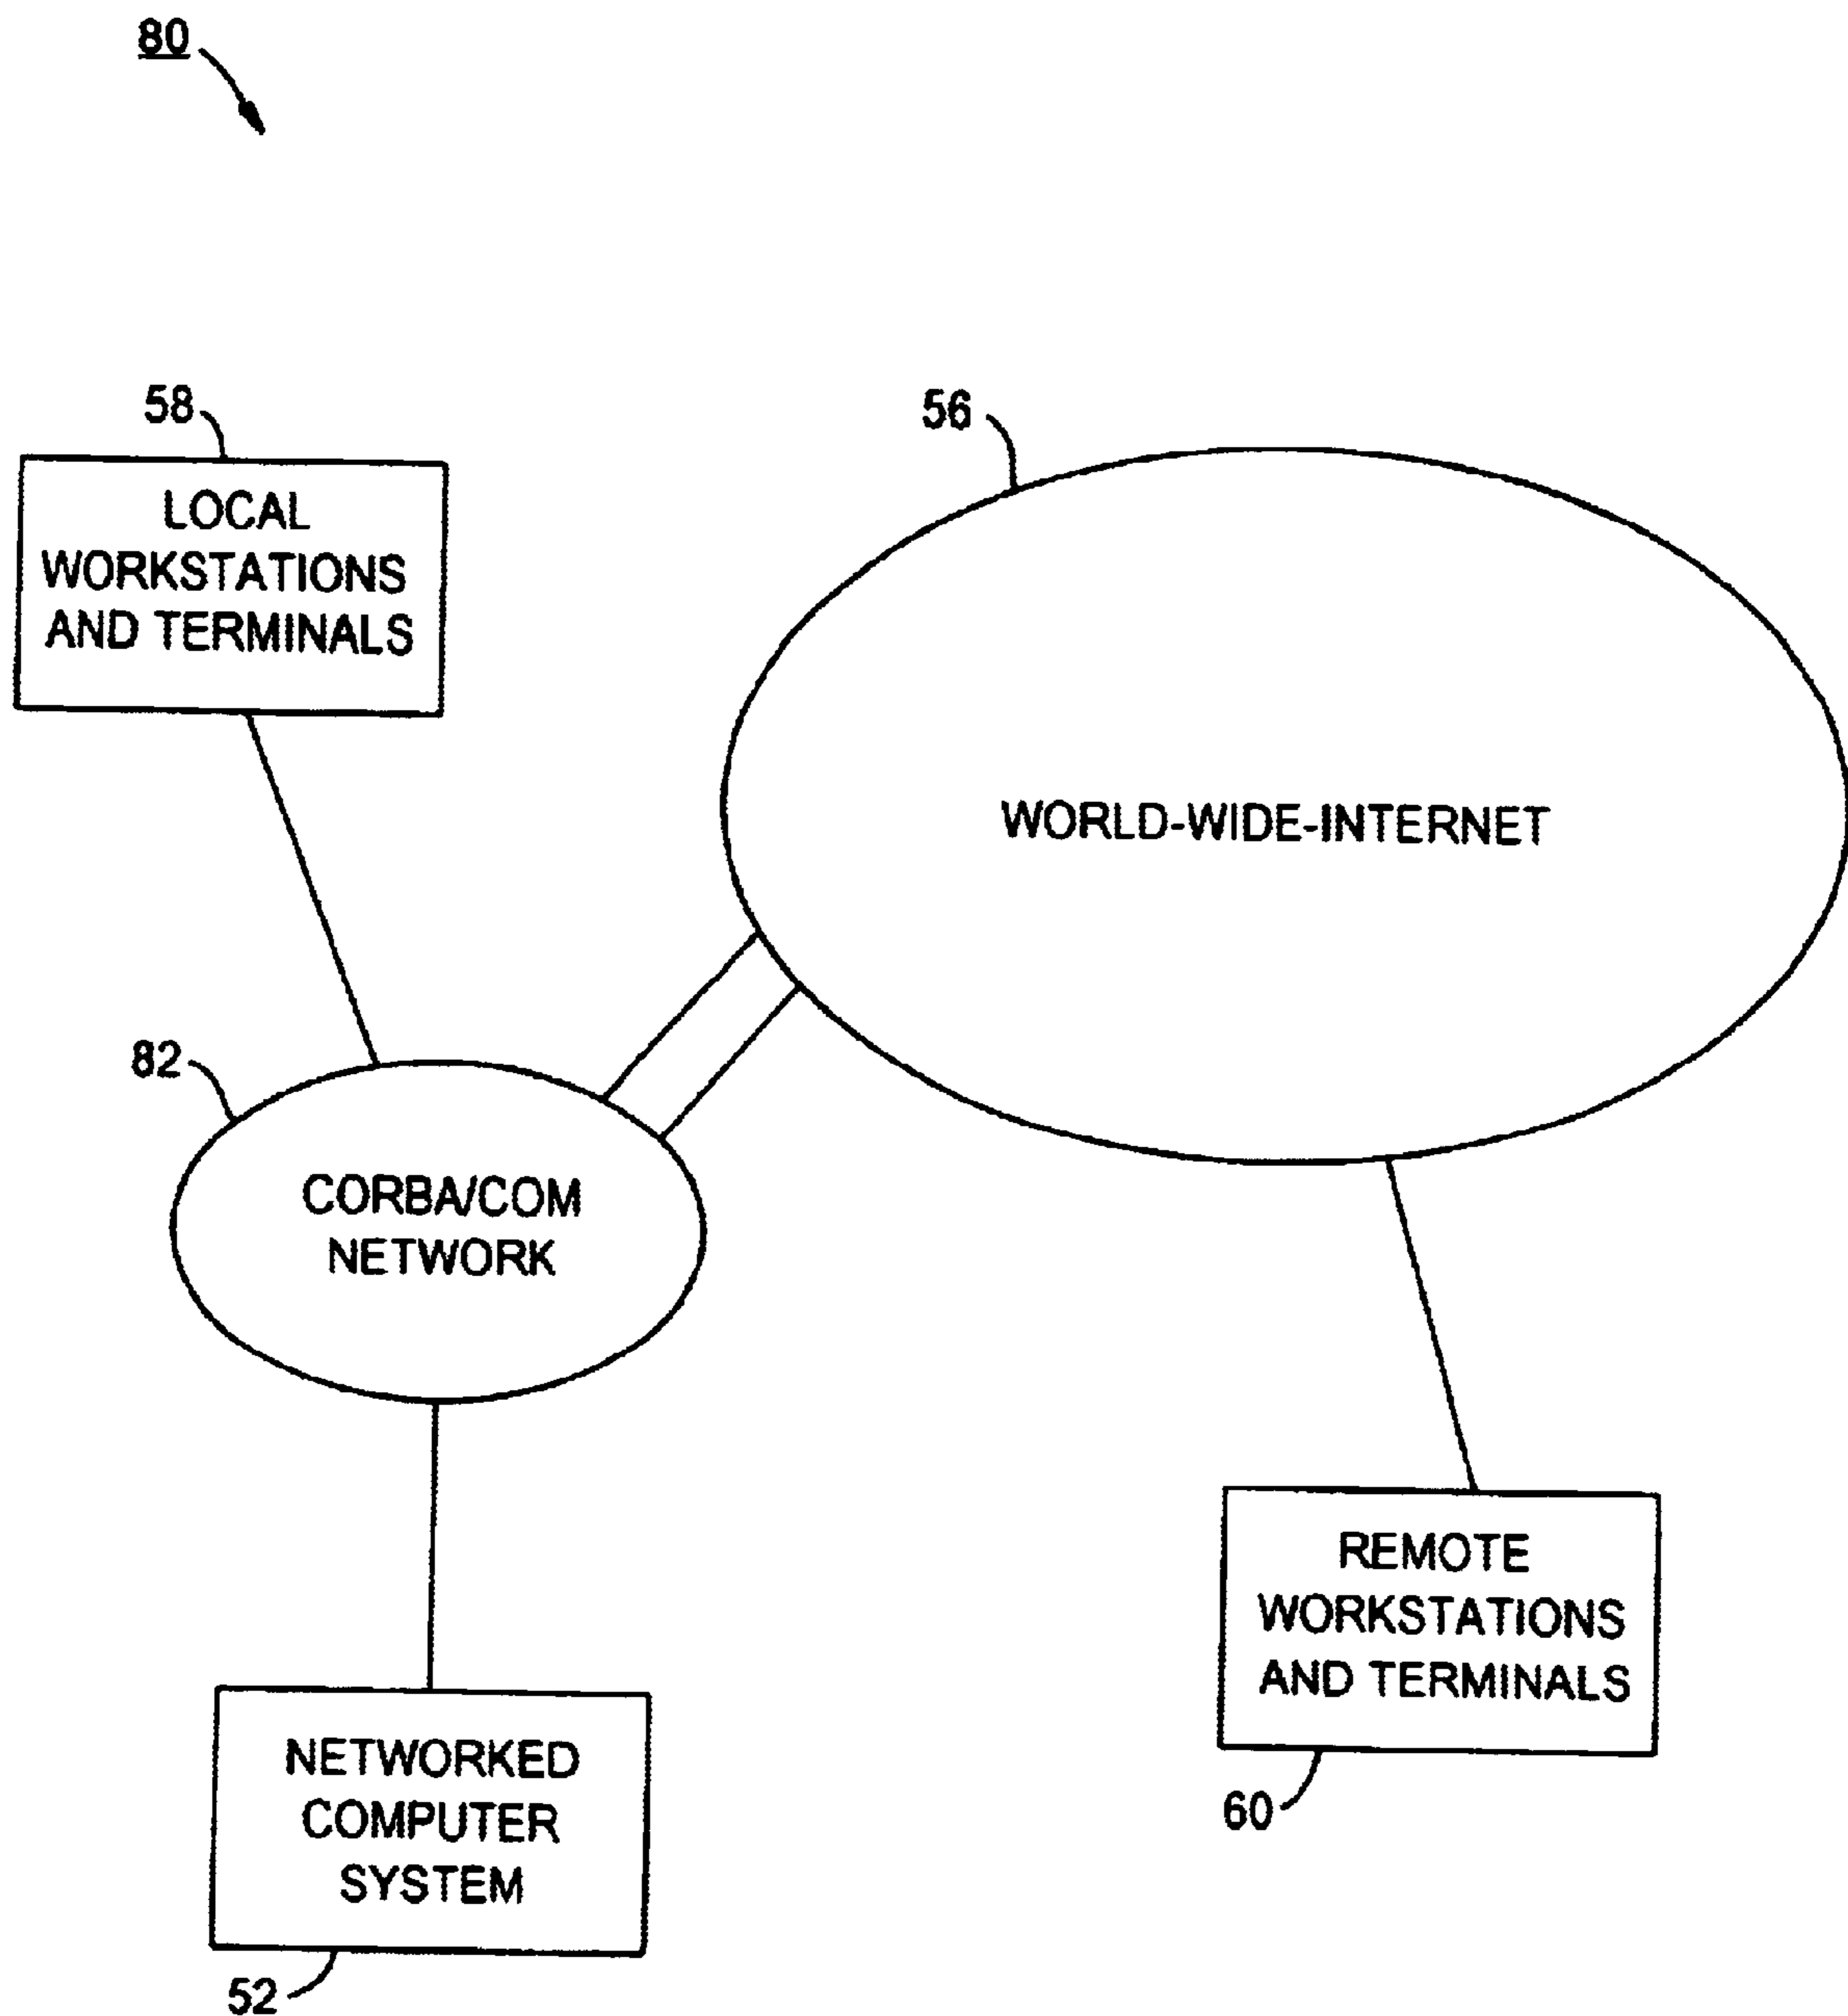 80
58
LOCAL
WORKSTATIONS
AND TERMINALS
56
WORLD-WIDE-INTERNET
82
CORBA/COM
NETWORK
REMOTE
WORKSTATIONS
AND TERMINALS
60
NETWORKED
COMPUTER
SYSTEM
52